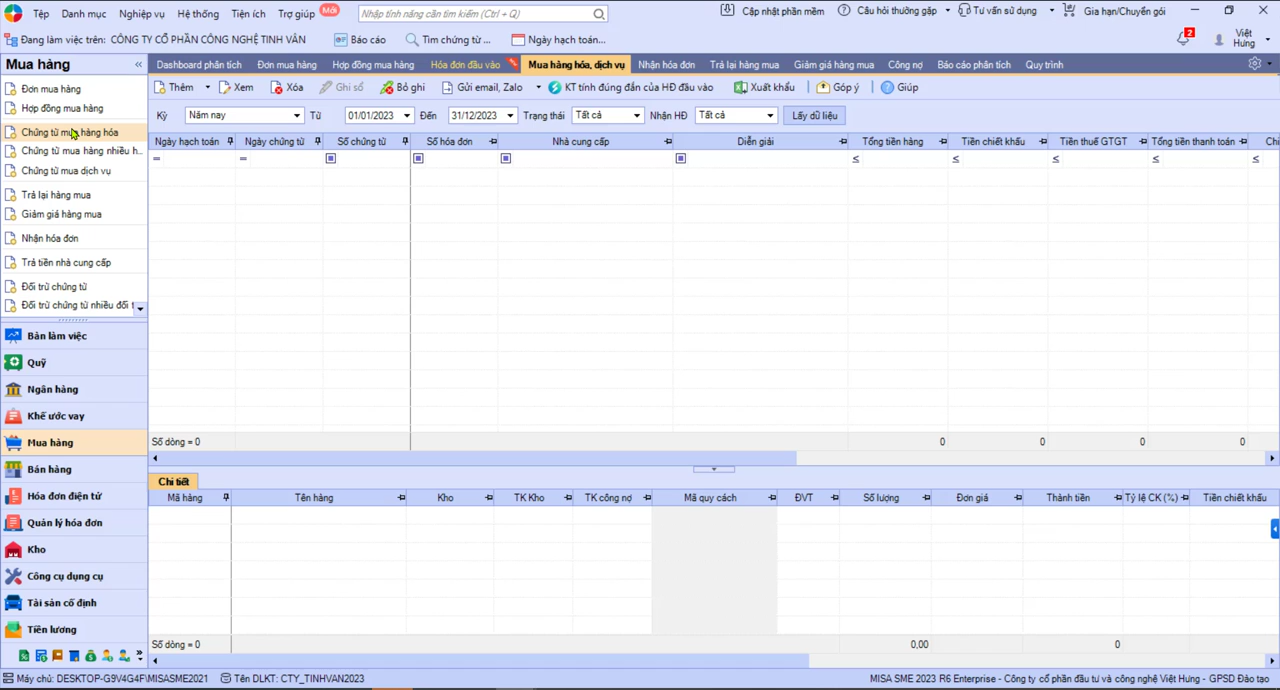 Tệp Danh mục Nghiệp vụ Hệ thống Tiện ích Trợ giúp Mới Nhập tính năng cần tìm kiếm (Ctrl + Q) Cập nhật phần mềm Câu hỏi thường gặp Tư vấn sử dụng Gia hạn/Chuyển gói
Đang làm việc trên: CÔNG TY CỔ PHẦN CÔNG NGHỆ TINH VÂN Báo cáo Tìm chứng từ ... Ngày hạch toán... 2 Việt Hưng
Mua hàng « Dashboard phân tích Đơn mua hàng Hợp đồng mua hàng Hóa đơn đầu vào Mua hàng hóa, dịch vụ Nhận hóa đơn Trả lại hàng mua Giảm giá hàng mua Công nợ Báo cáo phân tích Quy trình
Thêm Xem Xóa Ghi sổ Bỏ ghi Gửi email, Zalo KT tính đúng đắn của HĐ đầu vào Xuất khẩu Góp ý Giúp
Kỳ Năm nay Từ 01/01/2023 Đến 31/12/2023 Trạng thái Tất cả Nhận HĐ Tất cả Lấy dữ liệu
Ngày hạch toán Ngày chứng từ Số chứng từ Số hóa đơn Nhà cung cấp Diễn giải Tổng tiền hàng Tiền chiết khấu Tiền thuế GTGT Tổng tiền thanh toán Chi
= = ≤ ≤ ≤ ≤ ≤
Số dòng = 0 0 0 0 0
Đơn mua hàng
Hợp đồng mua hàng
Chứng từ mua hàng hóa
Chứng từ mua hàng nhiều h...
Chứng từ mua dịch vụ
Trả lại hàng mua
Giảm giá hàng mua
Nhận hóa đơn
Trả tiền nhà cung cấp
Đối trừ chứng từ
Đối trừ chứng từ nhiều đối t
Bàn làm việc
Quỹ
Ngân hàng
Khế ước vay
Mua hàng
Bán hàng
Hóa đơn điện tử
Quản lý hóa đơn
Kho
Công cụ dụng cụ
Tài sản cố định
Tiền lương
Chi tiết
Mã hàng Tên hàng Kho TK Kho TK công nợ Mã quy cách ĐVT Số lượng Đơn giá Thành tiền Tỷ lệ CK (%) Tiền chiết khấu
Số dòng = 0 0,00 0
Máy chủ: DESKTOP-G9V4G4F\MISASME2021 Tên DLKT: CTY_TINHVAN2023 MISA SME 2023 R6 Enterprise - Công ty cổ phần đầu tư và công nghệ Việt Hưng - GPSD Đào tạo